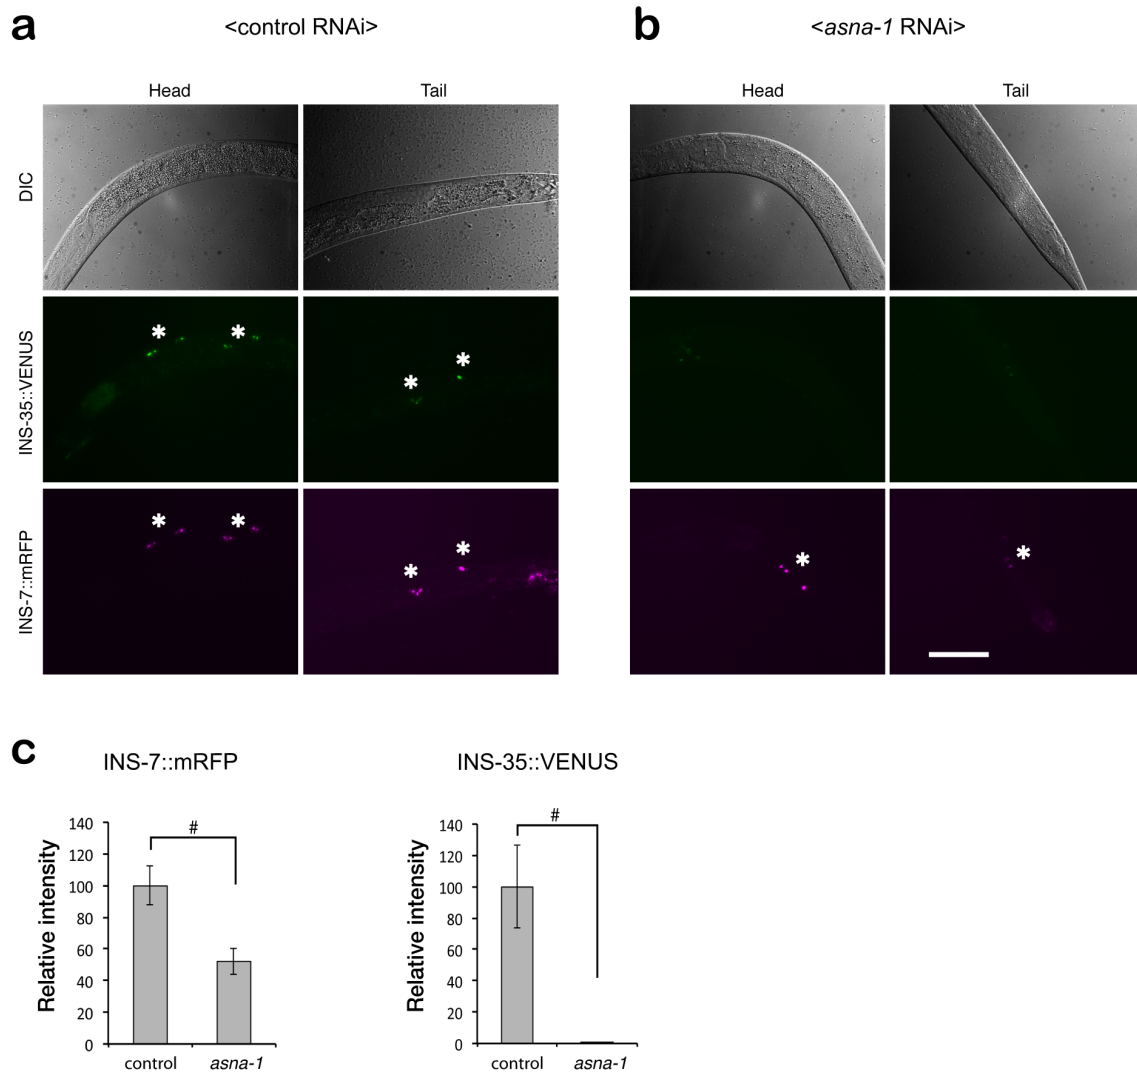 a
<control RNAi>
b
<asna-1 RNAi>
Head
Tail
Head
Tail
DIC
INS-35::VENUS
* * * *
INS-7::mRFP
* * * * * *
c
INS-7::mRFP
INS-35::VENUS
Relative intensity
140
120
100
80
60
40
20
0
#
control
asna-1
Relative intensity
140
120
100
80
60
40
20
0
#
control
asna-1